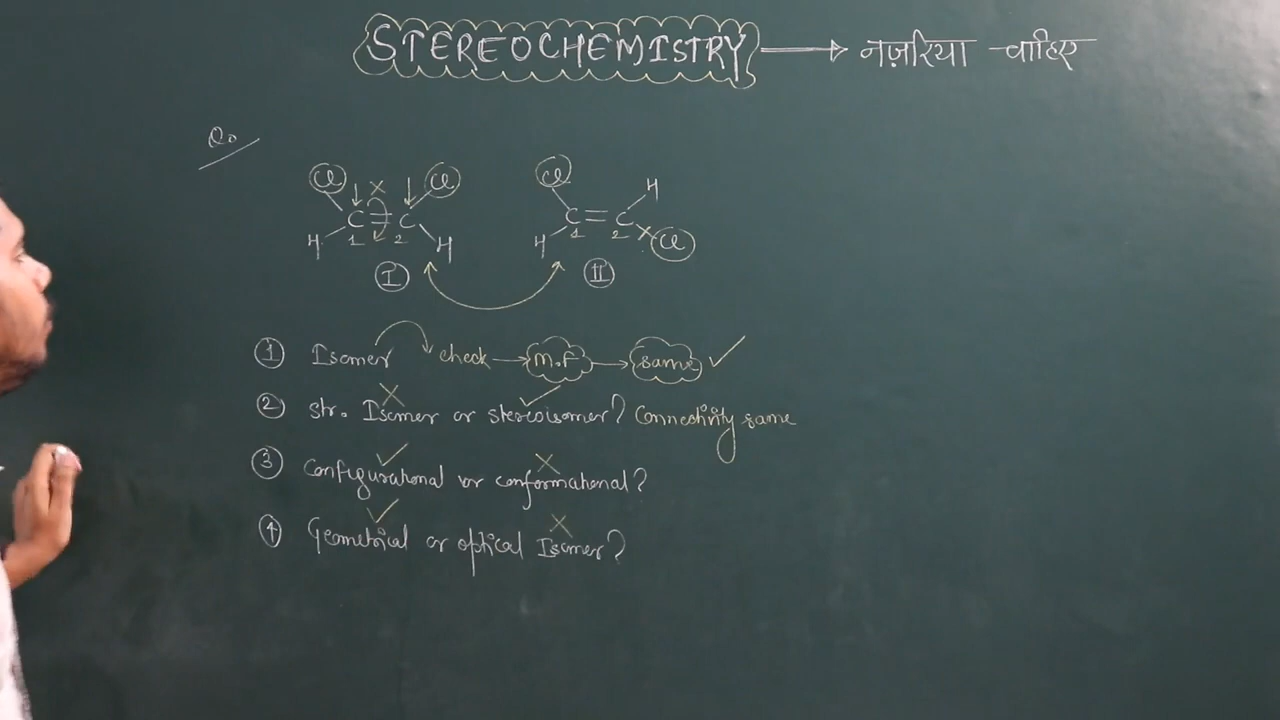 STEREOCHEMISTRY → नज़रिया चाहिए
Q.
Cl × Cl Cl H
C = C C = C
H 1 2 H H 1 2 × Cl
I II
① Isomer check → M.F → same ✓
② Str. Isomer or stereoisomer? Connectivity same
③ Configurational or conformational?
④ Geometrical or optical Isomer?